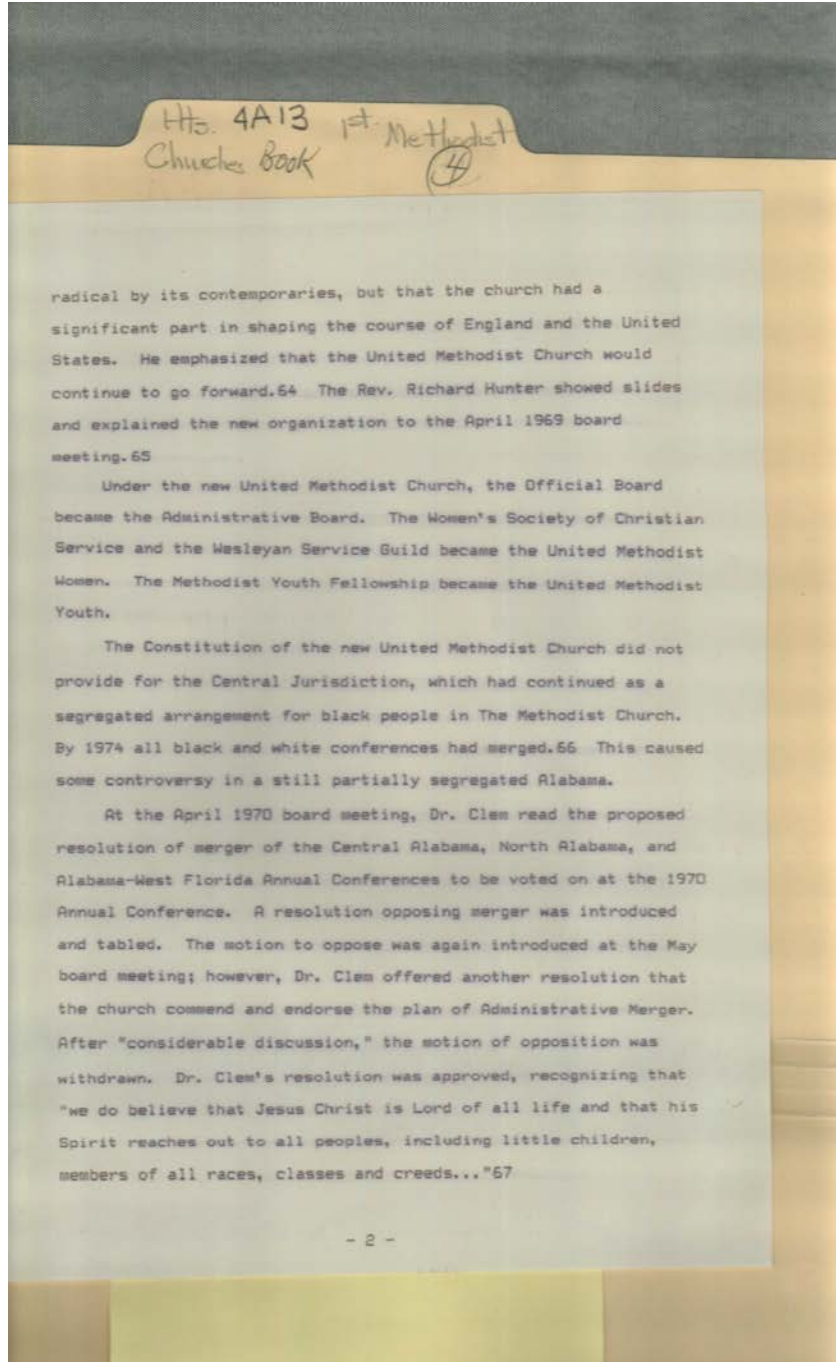 Hts. 4A13 1st. Methodist
Churches Book 4
radical by its contemporaries, but that the church had a
significant part in shaping the course of England and the United
States. He emphasized that the United Methodist Church would
continue to go forward.64 The Rev. Richard Hunter showed slides
and explained the new organization to the April 1969 board
meeting.65
Under the new United Methodist Church, the Official Board
became the Administrative Board. The Women's Society of Christian
Service and the Wesleyan Service Guild became the United Methodist
Women. The Methodist Youth Fellowship became the United Methodist
Youth.
The Constitution of the new United Methodist Church did not
provide for the Central Jurisdiction, which had continued as a
segregated arrangement for black people in The Methodist Church.
By 1974 all black and white conferences had merged.66 This caused
some controversy in a still partially segregated Alabama.
At the April 1970 board meeting, Dr. Clem read the proposed
resolution of merger of the Central Alabama, North Alabama, and
Alabama-West Florida Annual Conferences to be voted on at the 1970
Annual Conference. A resolution opposing merger was introduced
and tabled. The motion to oppose was again introduced at the May
board meeting; however, Dr. Clem offered another resolution that
the church commend and endorse the plan of Administrative Merger.
After "considerable discussion," the motion of opposition was
withdrawn. Dr. Clem's resolution was approved, recognizing that
"we do believe that Jesus Christ is Lord of all life and that his
Spirit reaches out to all peoples, including little children,
members of all races, classes and creeds..."67
- 2 -